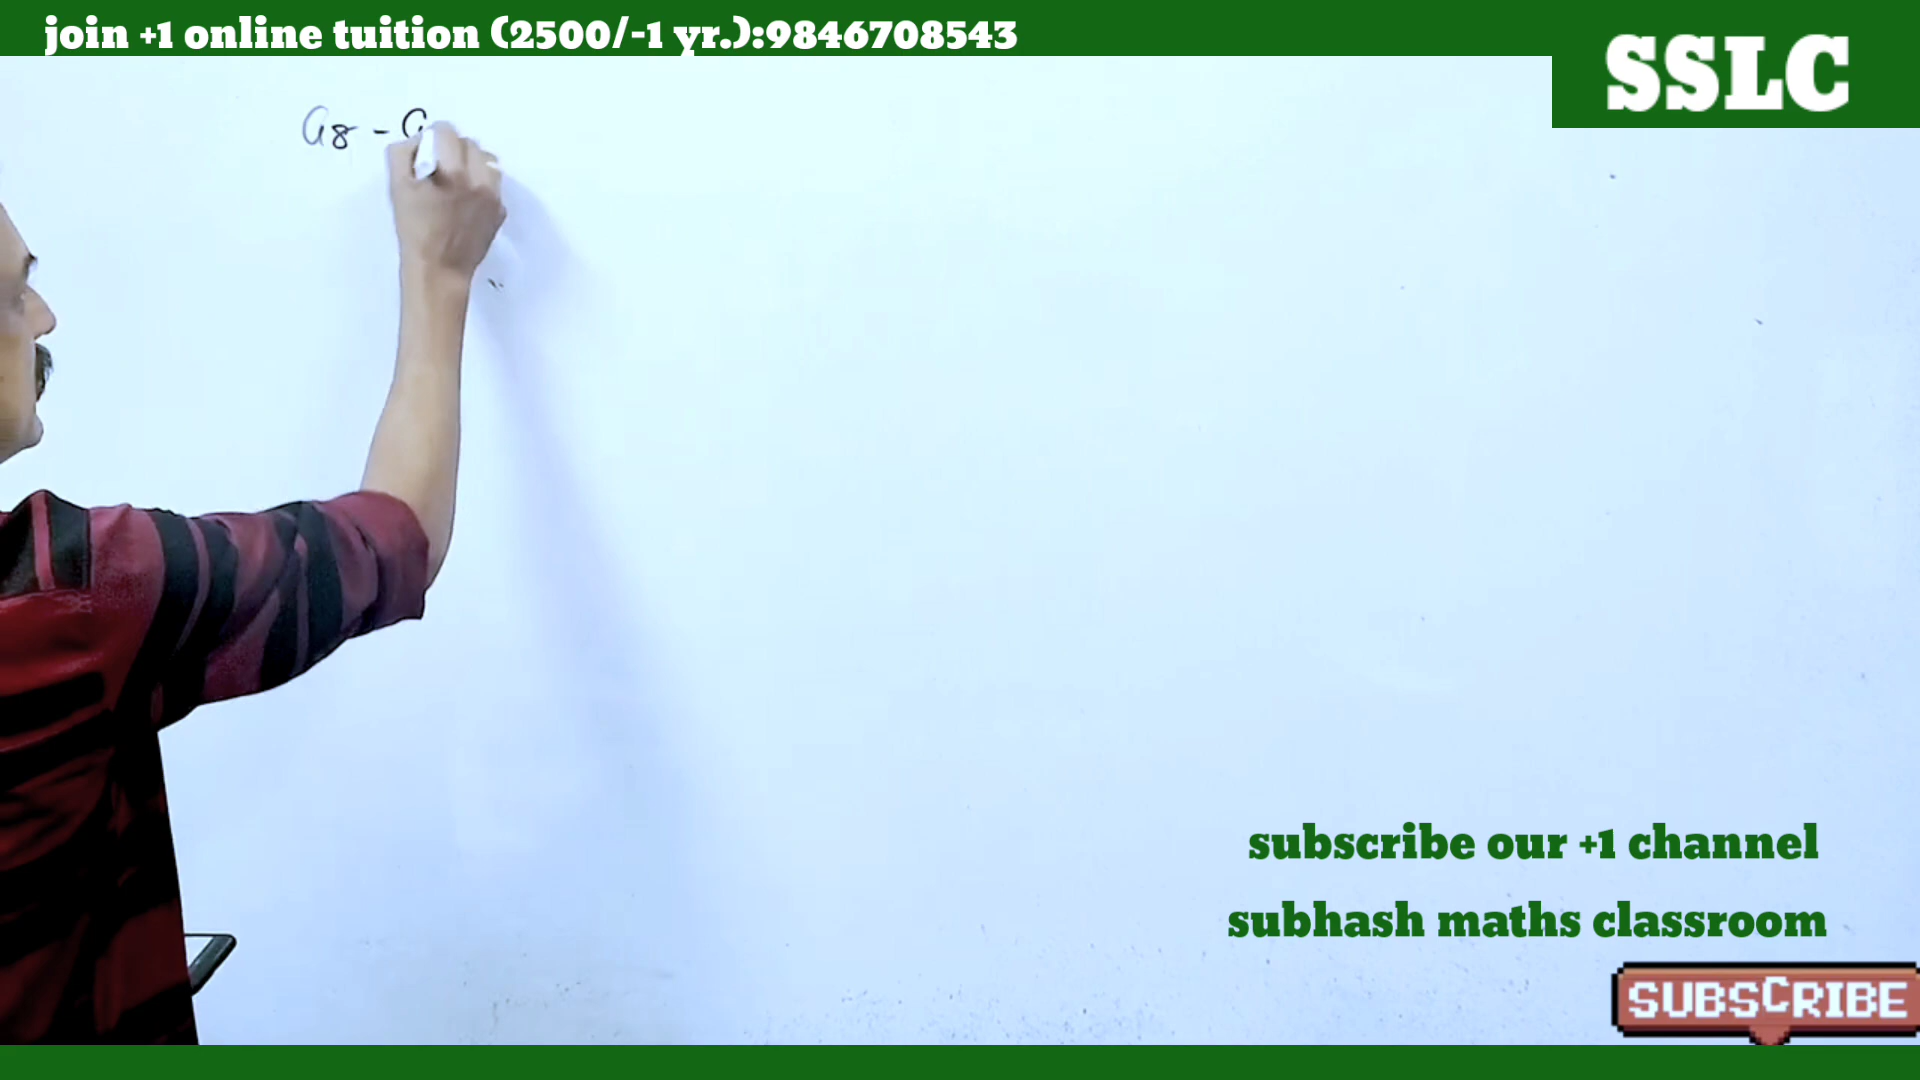 join +1 online tuition (2500/-1 yr.):9846708543
SSLC
a8 - a
subscribe our +1 channel
subhash maths classroom
SUBSCRIBE